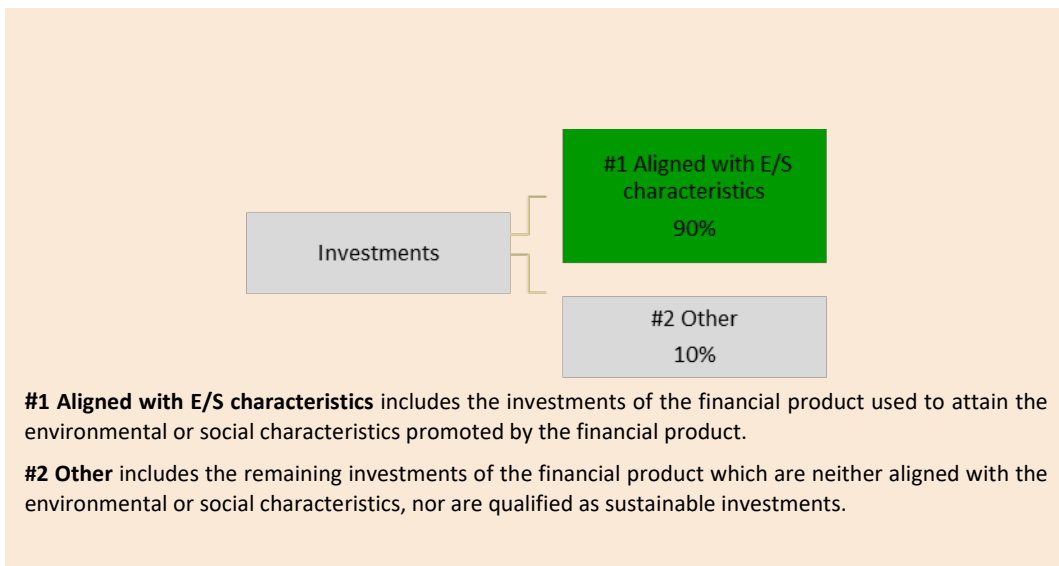 #1 Aligned with E/S
characteristics
90%
Investments
#2 Other
10%
#1 Aligned with E/S characteristics includes the investments of the financial product used to attain the
environmental or social characteristics promoted by the financial product.
#2 Other includes the remaining investments of the financial product which are neither aligned with the
environmental or social characteristics, nor are qualified as sustainable investments.